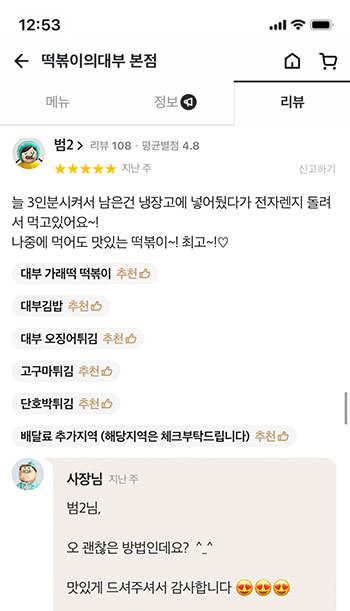 12:53
떡볶이의대부 본점
메뉴
정보
리뷰
범2 >
리뷰 108 · 평균별점 4.8
지난 주
신고하기
늘 3인분시켜서 남은건 냉장고에 넣어뒀다가 전자렌지 돌려
서 먹고있어요~!
나중에 먹어도 맛있는 떡볶이~! 최고~!♡
대부 가래떡 떡볶이 추천
대부김밥 추천
대부 오징어튀김 추천
고구마튀김 추천
단호박튀김 추천
배달료 추가지역 (해당지역은 체크부탁드립니다) 추천
사장님 지난 주
범2님,
오 괜찮은 방법인데요? ^_^
맛있게 드셔주셔서 감사합니다 😍😍😍